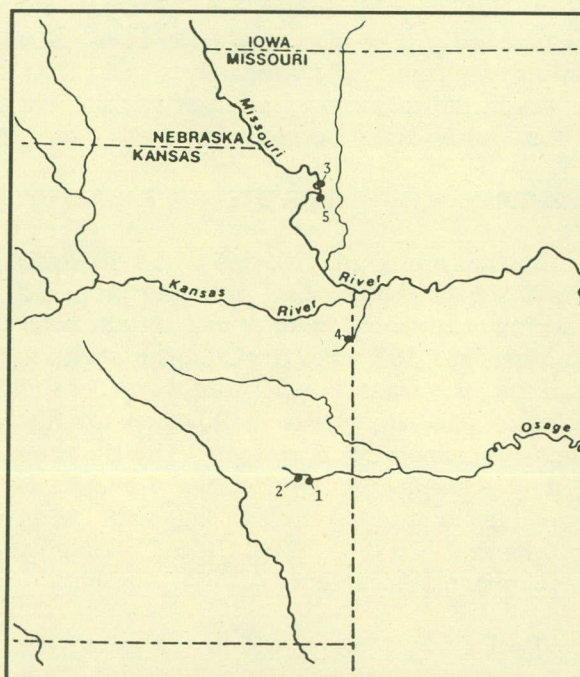 IOWA
MISSOURI
Missouri
NEBRASKA
KANSAS
3
5
River
Kansas
River
4
Osage
2
1